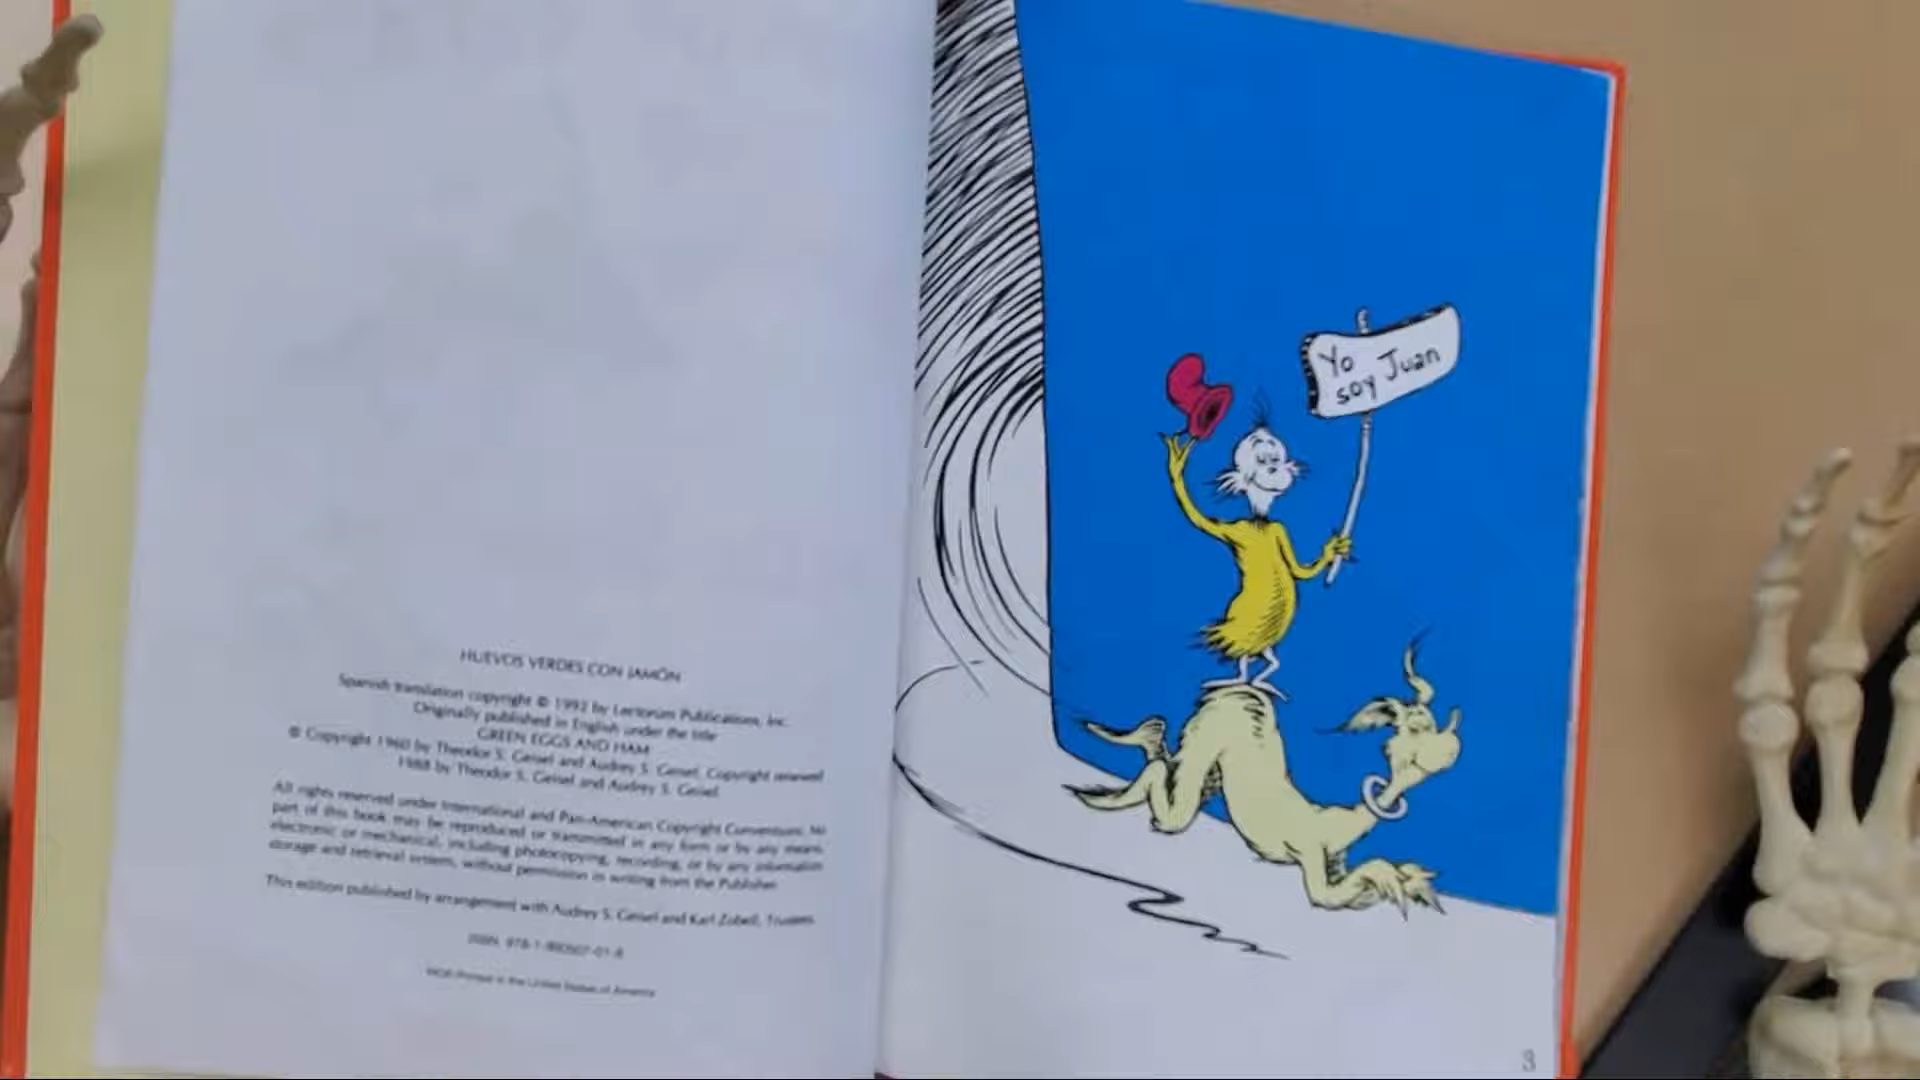 HUEVOS VERDES CON JAMÓN
Spanish translation copyright © 1992 by Lectorum Publications, Inc.
Originally published in English under the title
GREEN EGGS AND HAM
© Copyright 1960 by Theodor S. Geisel and Audrey S. Geisel. Copyright renewed
1988 by Theodor S. Geisel and Audrey S. Geisel.
All rights reserved under International and Pan-American Copyright Conventions. No
part of this book may be reproduced or transmitted in any form or by any means
electronic or mechanical, including photocopying, recording, or by any information
storage and retrieval system, without permission in writing from the Publisher.
This edition published by arrangement with Audrey S. Geisel and Karl Zobell, Trustees
ISBN: 978-1-
Printed in the United States of America
Yo
soy Juan
3